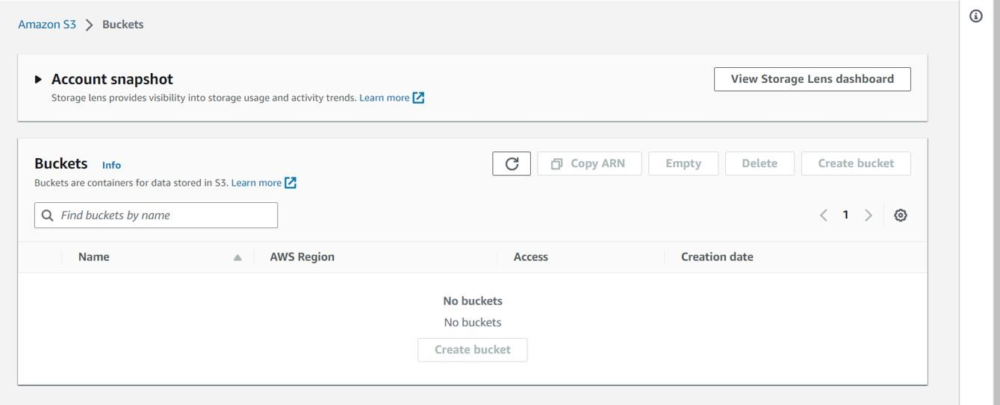 Amazon S3 > Buckets
Account snapshot
View Storage Lens dashboard
Storage lens provides visibility into storage usage and activity trends. Learn more
Buckets Info
Copy ARN Empty Delete Create bucket
Buckets are containers for data stored in S3. Learn more
Find buckets by name
< 1 >
Name AWS Region Access Creation date
No buckets
No buckets
Create bucket